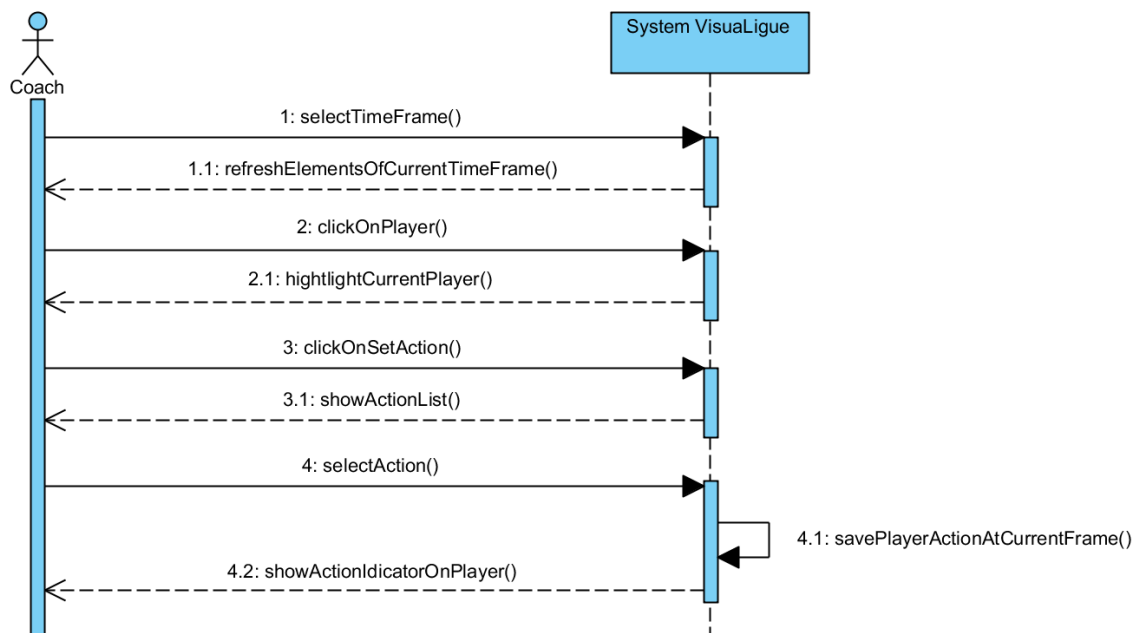 System VisuaLigue
Coach
1: selectTimeFrame()
1.1: refreshElementsOfCurrentTimeFrame()
2: clickOnPlayer()
2.1: hightlightCurrentPlayer()
3: clickOnSetAction()
3.1: showActionList()
4: selectAction()
4.1: savePlayerActionAtCurrentFrame()
4.2: showActionIdicatorOnPlayer()